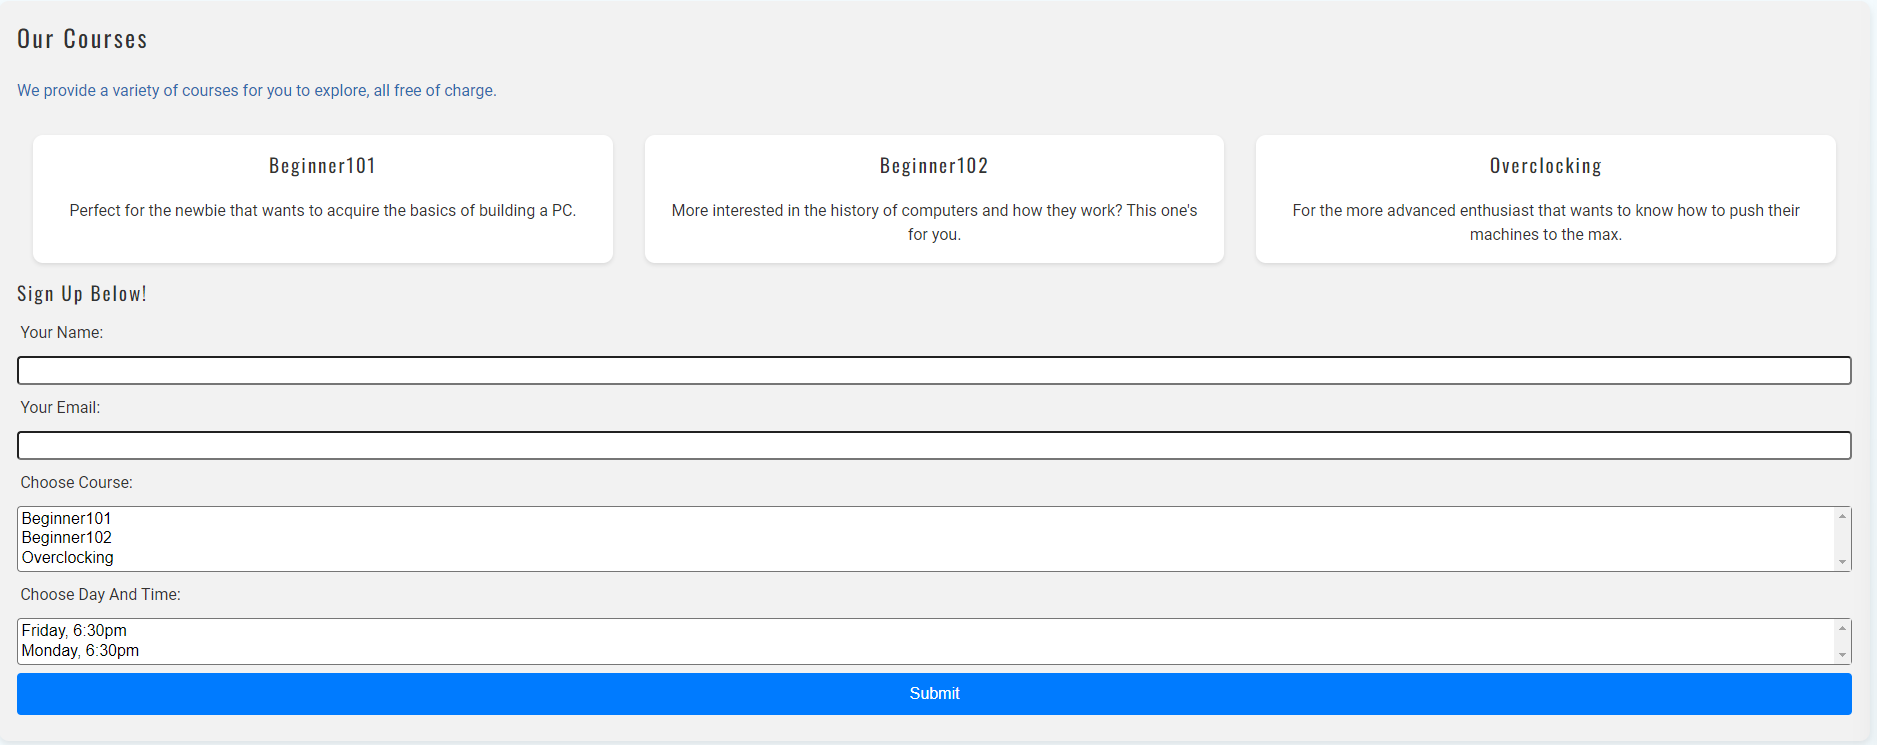 Our Courses
We provide a variety of courses for you to explore, all free of charge.
Beginner101
Perfect for the newbie that wants to acquire the basics of building a PC.
Beginner102
More interested in the history of computers and how they work? This one's
for you.
Overclocking
For the more advanced enthusiast that wants to know how to push their
machines to the max.
Sign Up Below!
Your Name:
Your Email:
Choose Course:
Beginner101
Beginner102
Overclocking
Choose Day And Time:
Friday, 6:30pm
Monday, 6:30pm
Submit